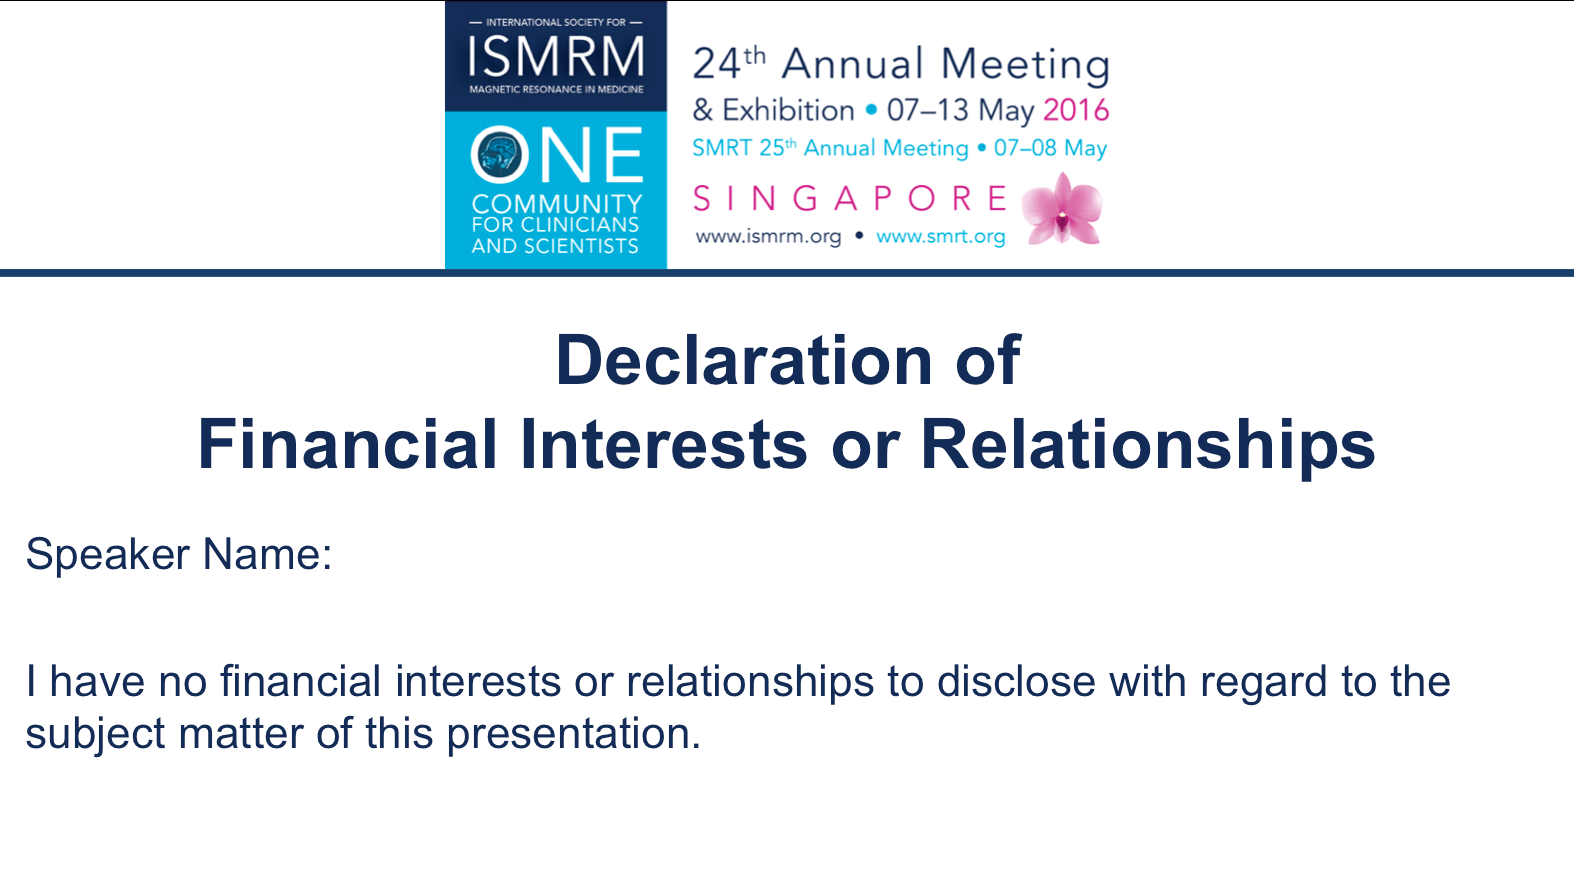 — INTERNATIONAL SOCIETY FOR —
ISMRM
MAGNETIC RESONANCE IN MEDICINE
ONE
COMMUNITY
FOR CLINICIANS
AND SCIENTISTS
24th Annual Meeting
& Exhibition • 07–13 May 2016
SMRT 25th Annual Meeting • 07–08 May
SINGAPORE
www.ismrm.org • www.smrt.org
Declaration of
Financial Interests or Relationships
Speaker Name:
I have no financial interests or relationships to disclose with regard to the
subject matter of this presentation.